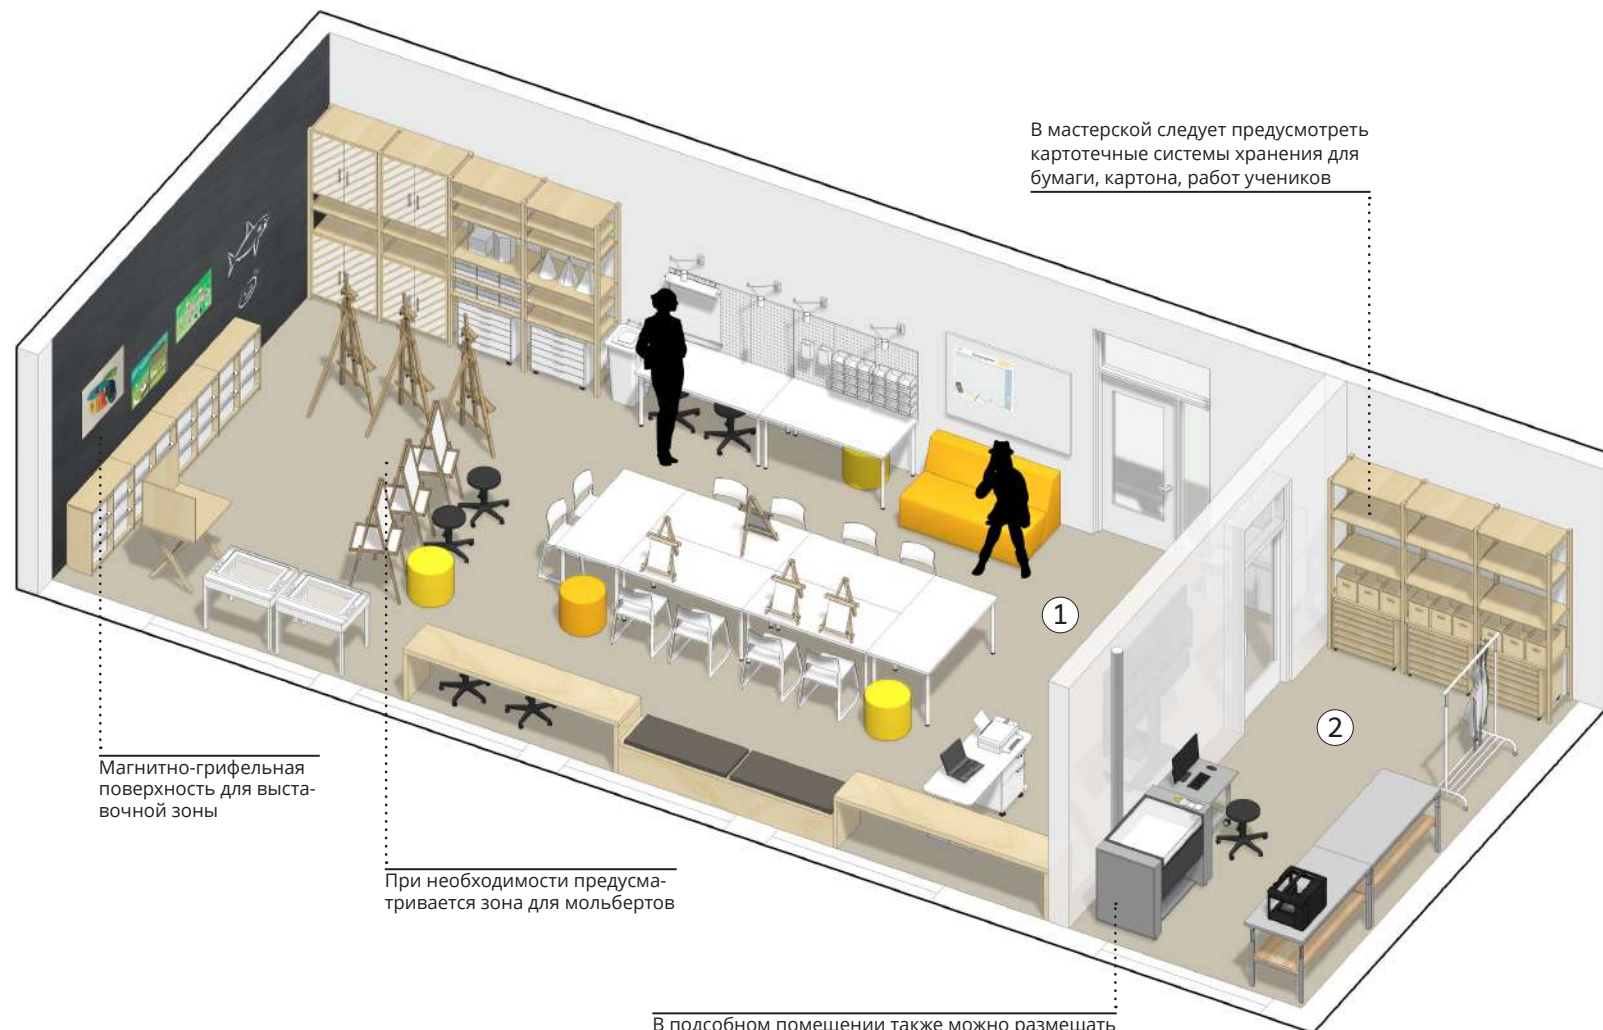 В мастерской следует предусмотреть
картотечные системы хранения для
бумаги, картона, работ учеников
1
2
Магнитно-грифельная
поверхность для выста-
вочной зоны
При необходимости предусма-
тривается зона для мольбертов
В подсобном помещении также можно размещать